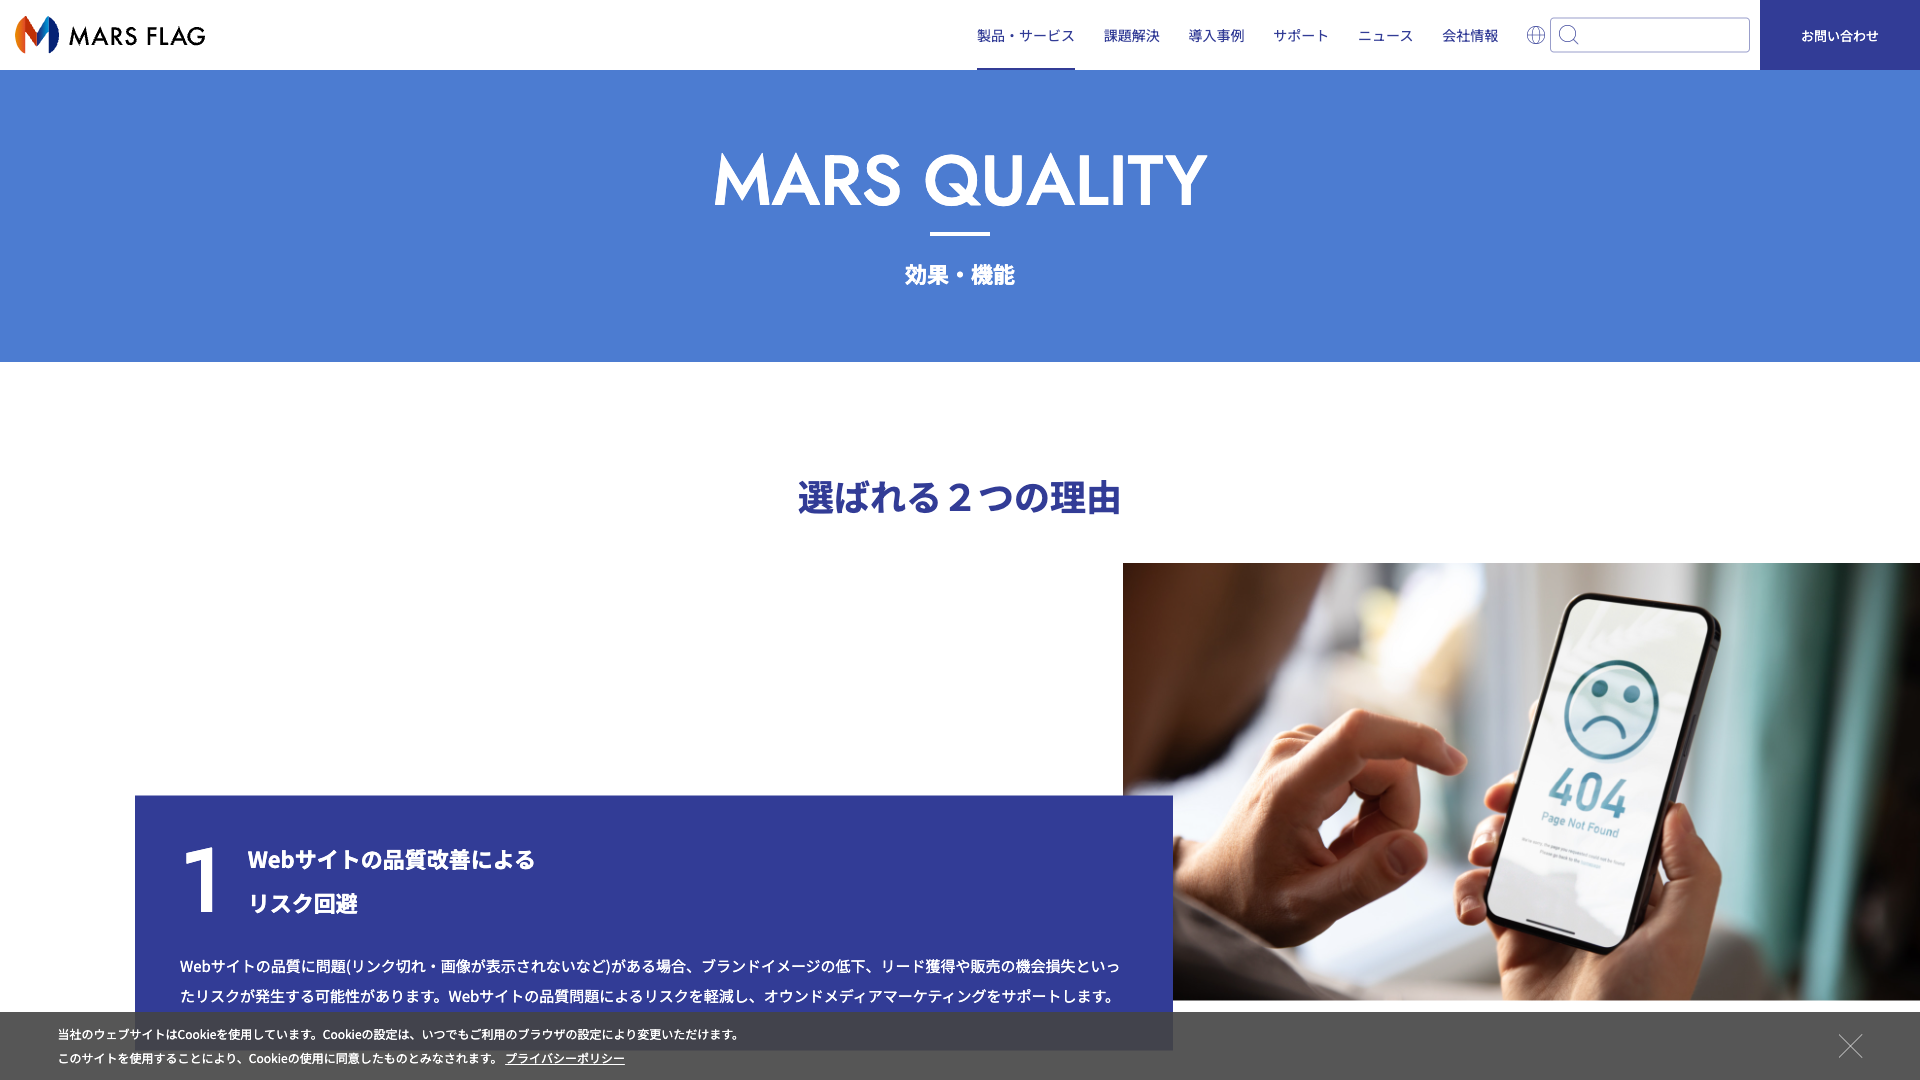 MARS FLAG
製品・サービス
課題解決
導入事例
サポート
ニュース
会社情報
お問い合わせ
MARS QUALITY
効果・機能
選ばれる２つの理由
404
Page Not Found
1
Webサイトの品質改善による
リスク回避
Webサイトの品質に問題(リンク切れ・画像が表示されないなど)がある場合、ブランドイメージの低下、リード獲得や販売の機会損失といっ
たリスクが発生する可能性があります。Webサイトの品質問題によるリスクを軽減し、オウンドメディアマーケティングをサポートします。
当社のウェブサイトはCookieを使用しています。Cookieの設定は、いつでもご利用のブラウザの設定により変更いただけます。
このサイトを使用することにより、Cookieの使用に同意したものとみなされます。 プライバシーポリシー